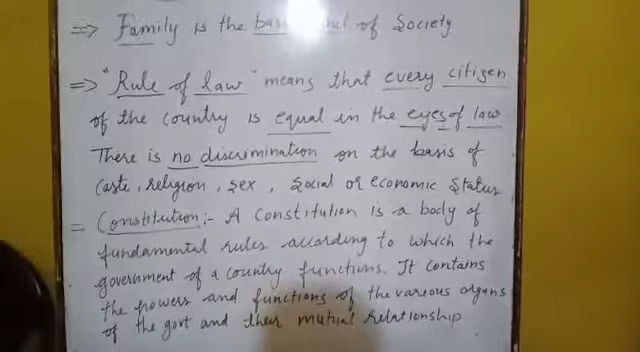 ⇒ Family is the basic unit of Society
⇒ "Rule of law" means that every citizen
of the country is equal in the eyes of law
There is no discrimination on the basis of
Caste, religion, sex, social or economic status
= Constitution:- A constitution is a body of
fundamental rules according to which the
government of a country functions. It contains
the powers and functions of the various organs
of the govt and their mutual relationship